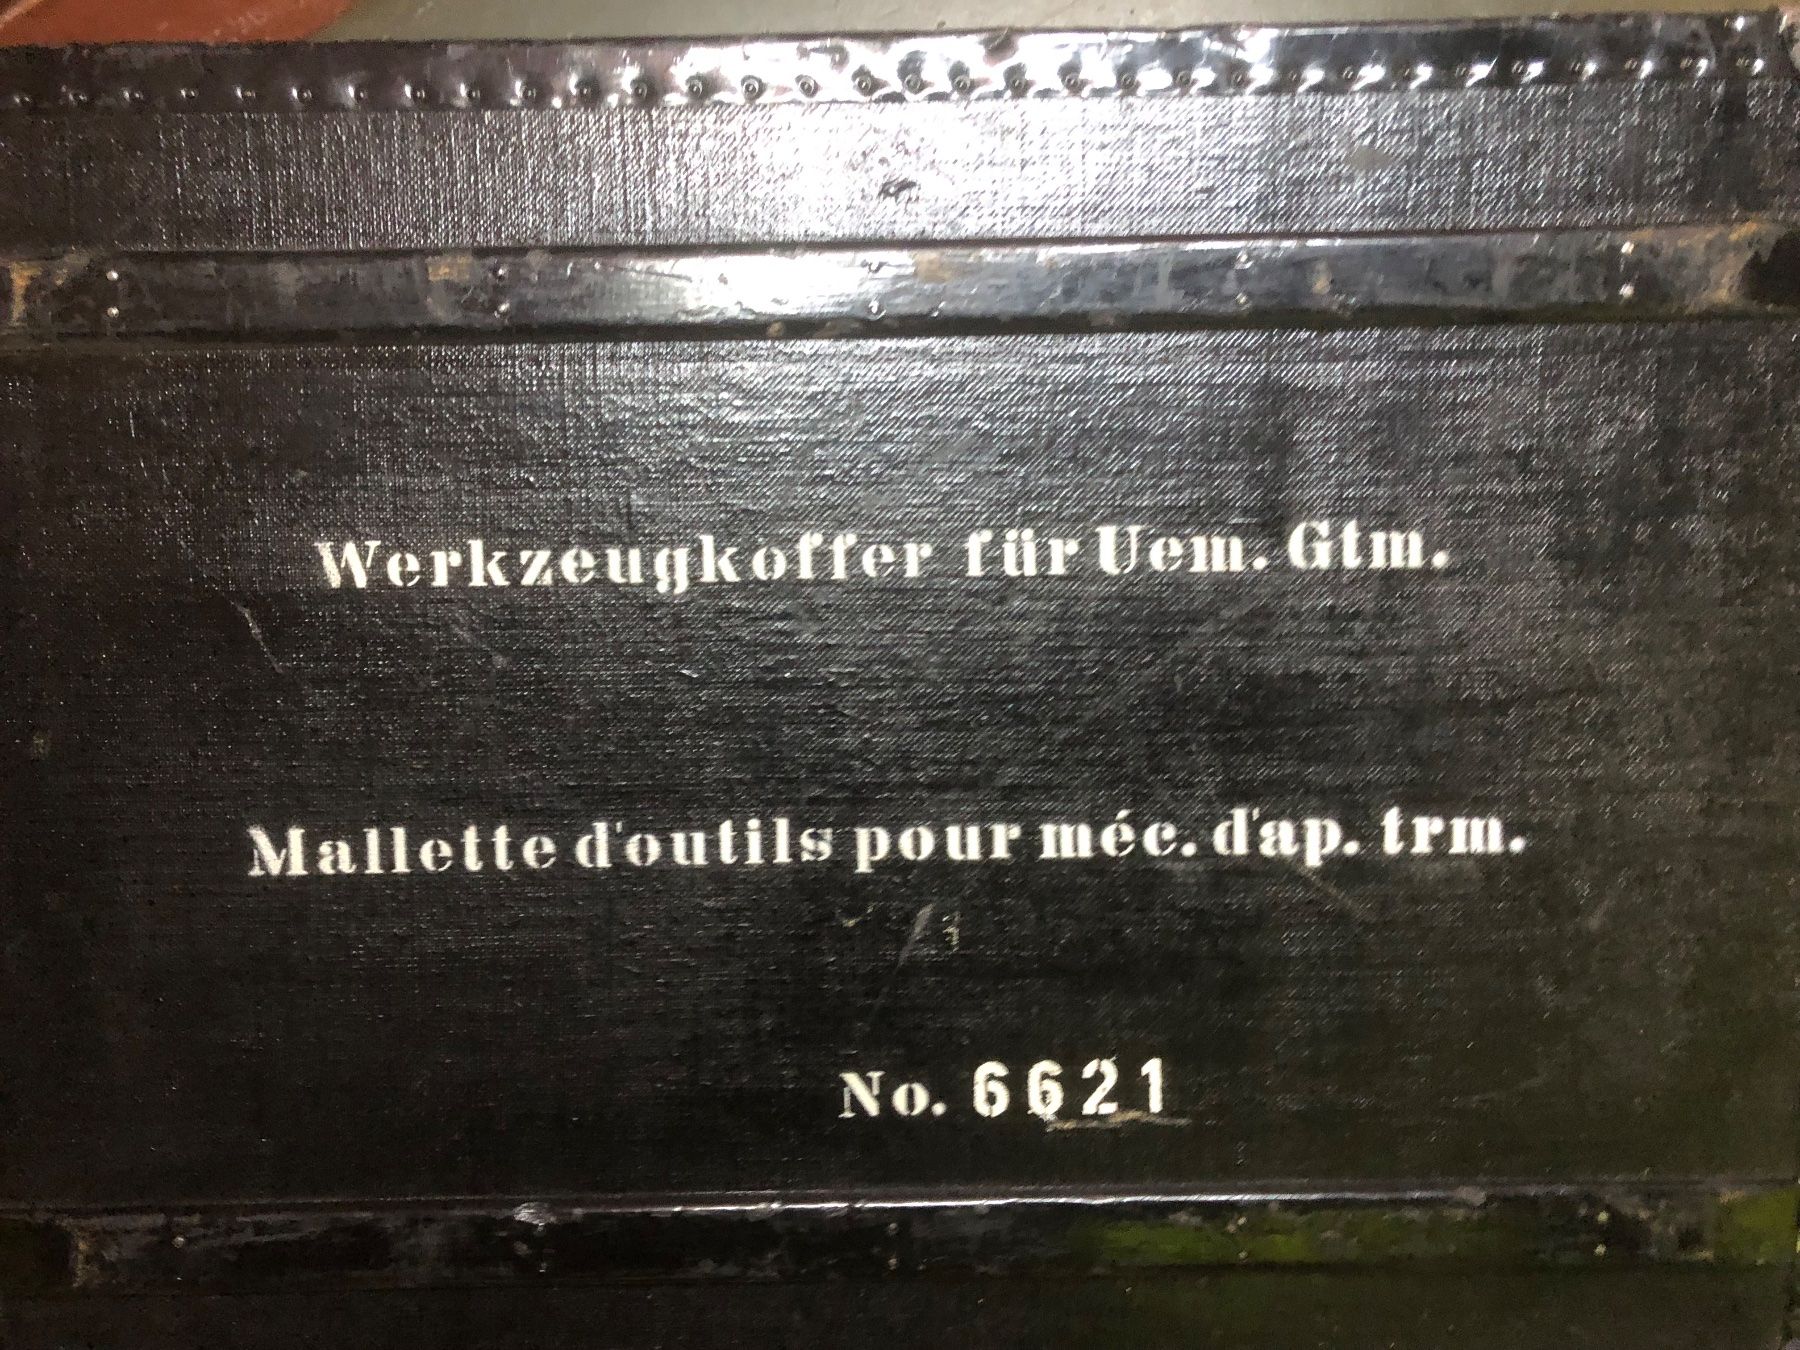 Werkzeugkoffer für Uem. Gtm.
Mallette d'outils pour méc. d'ap. trm.
No. 6621